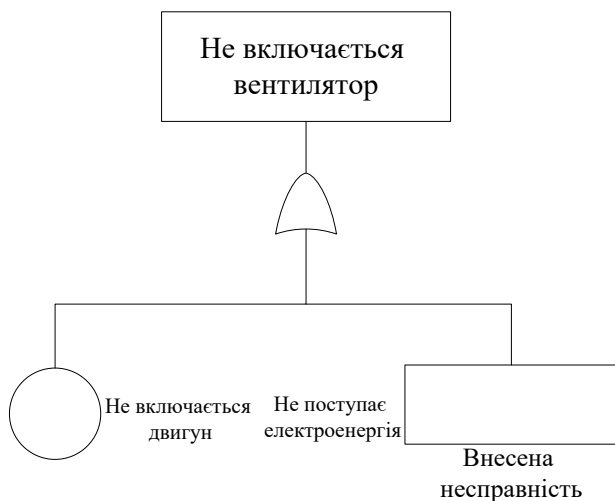 Не включається
вентилятор
Не включається
двигун
Не поступає
електроенергія
Внесена
несправність